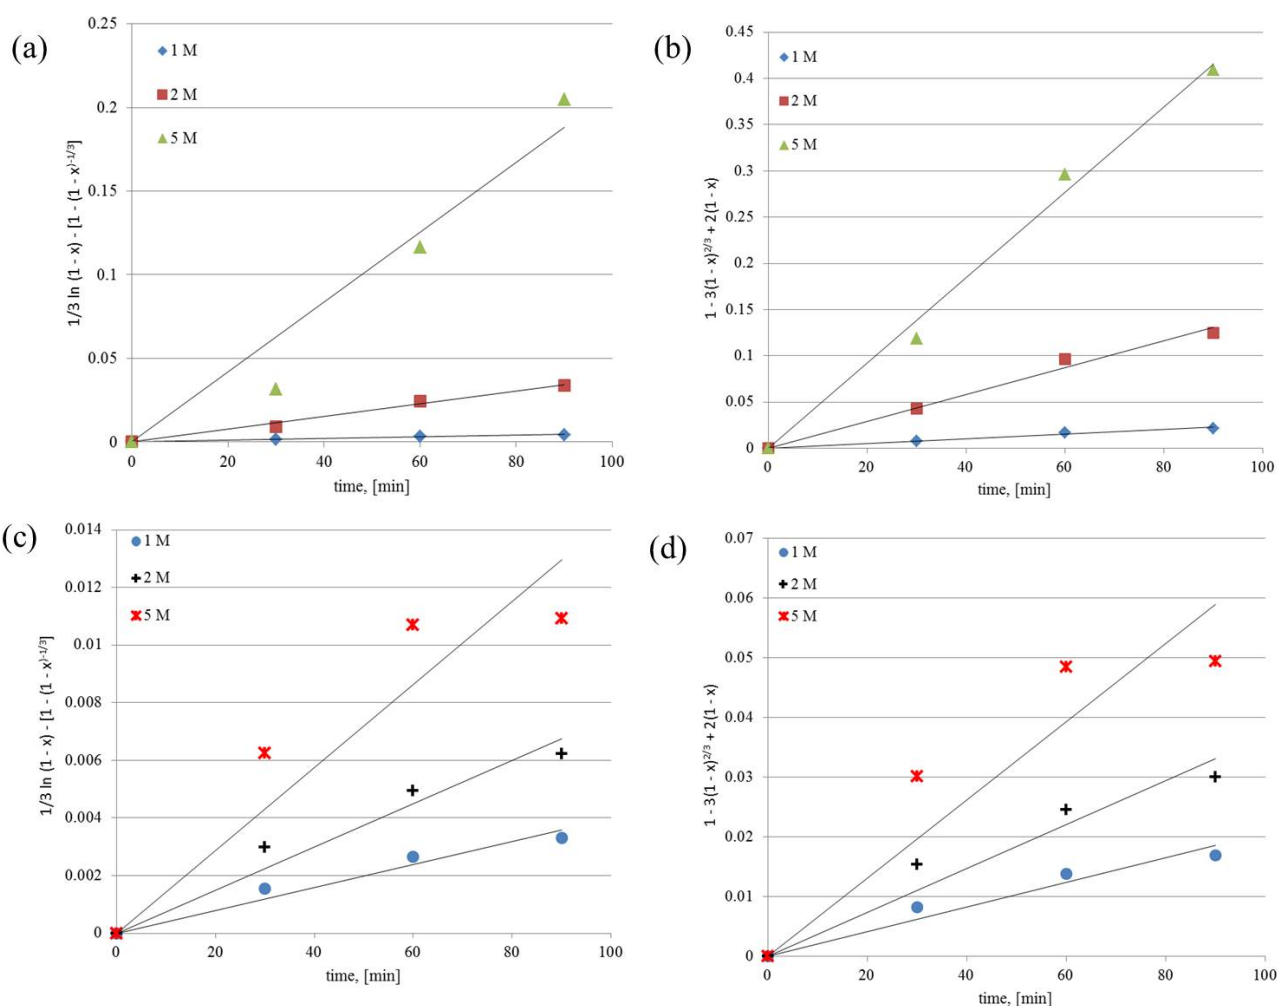 (a)
0.25
0.2
0.15
0.1
0.05
0
1 M
2 M
5 M
1/3 ln (1 - x) - [1 - (1 - x)-1/3]
0 20 40 60 80 100
time, [min]
(b)
0.45
0.4
0.35
0.3
0.25
0.2
0.15
0.1
0.05
0
1 M
2 M
5 M
1 - 3(1 - x)2/3 + 2(1 - x)
0 20 40 60 80 100
time, [min]
(c)
0.014
0.012
0.01
0.008
0.006
0.004
0.002
0
1 M
2 M
5 M
1/3 ln (1 - x) - [1 - (1 - x)-1/3]
0 20 40 60 80 100
time, [min]
(d)
0.07
0.06
0.05
0.04
0.03
0.02
0.01
0
1 M
2 M
5 M
1 - 3(1 - x)2/3 + 2(1 - x)
0 20 40 60 80 100
time, [min]